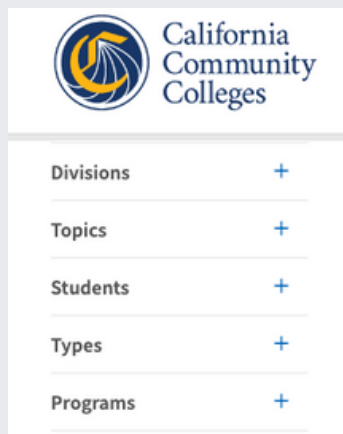 California
Community
Colleges
Divisions +
Topics +
Students +
Types +
Programs +